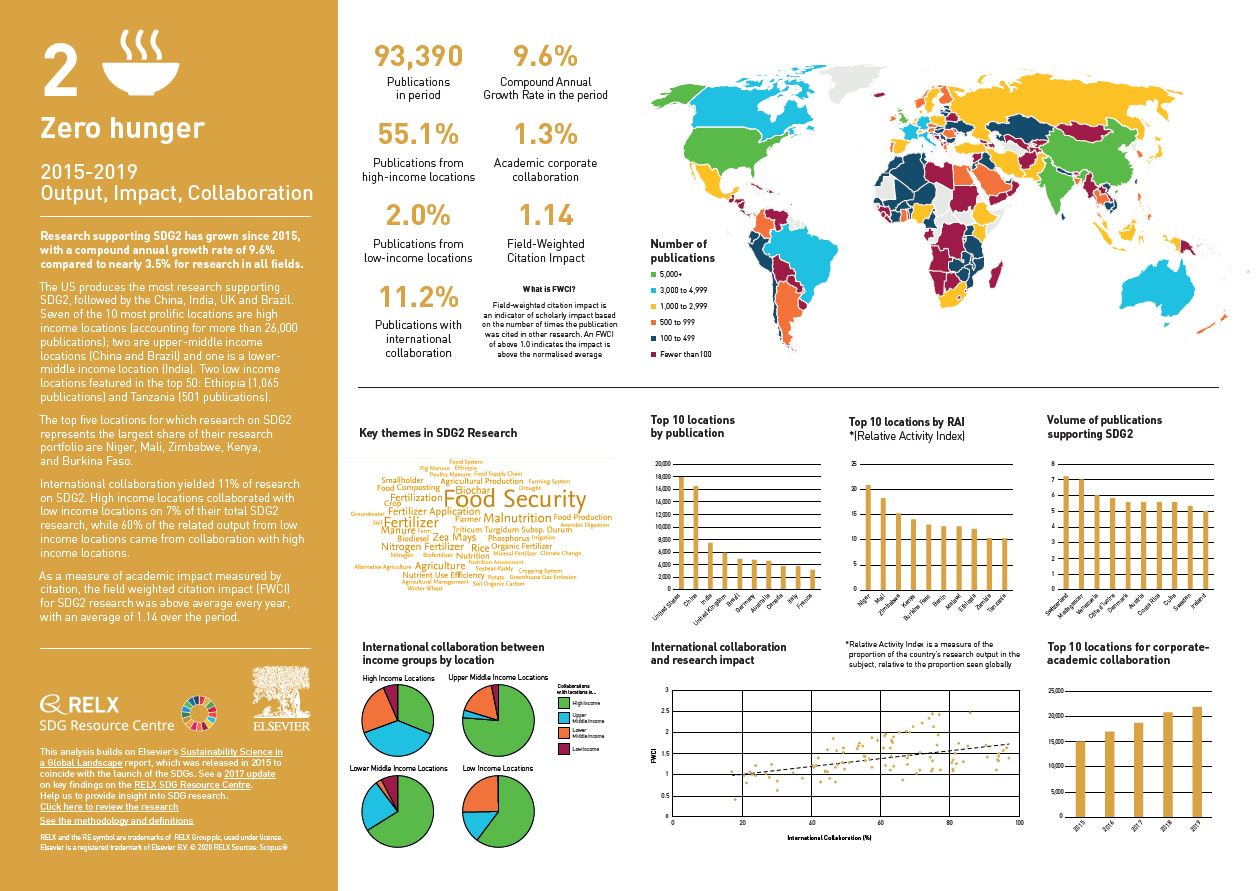 2
Zero hunger
2015-2019
Output, Impact, Collaboration
Research supporting SDG2 has grown since 2015,
with a compound annual growth rate of 9.6%
compared to nearly 3.5% for research in all fields.
The US produces the most research supporting
SDG2, followed by the China, India, UK and Brazil.
Seven of the 10 most prolific locations are high
income locations (accounting for more than 26,000
publications); two are upper-middle income
locations (China and Brazil) and one is a lower-
middle income location (India). Two low income
locations featured in the top 50: Ethiopia (1,065
publications) and Tanzania (501 publications).
The top five locations for which research on SDG2
represents the largest share of their research
portfolio are Niger, Mali, Zimbabwe, Kenya,
and Burkina Faso.
International collaboration yielded 11% of research
on SDG2. High income locations collaborated with
low income locations on 7% of their total SDG2
research, while 60% of the related output from low
income locations came from collaboration with high
income locations.
As a measure of academic impact measured by
citation, the field weighted citation impact (FWCI)
for SDG2 research was above average every year,
with an average of 1.14 over the period.
RELX
SDG Resource Centre
ELSEVIER
This analysis builds on Elsevier's Sustainability Science in
a Global Landscape report, which was released in 2015 to
coincide with the launch of the SDGs. See a 2017 update
on key findings on the RELX SDG Resource Centre.
Help us to provide insight into SDG research.
Click here to review the research
See the methodology and definitions
RELX and the RE symbol are trademarks of RELX Group plc, used under license.
Elsevier is a registered trademark of Elsevier B.V. © 2020 RELX Sources: Scopus®
93,390
Publications
in period
9.6%
Compound Annual
Growth Rate in the period
55.1%
Publications from
high-income locations
1.3%
Academic corporate
collaboration
2.0%
Publications from
low-income locations
1.14
Field-Weighted
Citation Impact
11.2%
Publications with
international
collaboration
What is FWCI?
Field-weighted citation impact is
an indicator of scholarly impact based
on the number of times the publication
was cited in other research. An FWCI
of above 1.0 indicates the impact is
above the normalised average
Number of
publications
5,000+
3,000 to 4,999
1,000 to 2,999
500 to 999
100 to 499
Fewer than 100
Key themes in SDG2 Research
Food System
Pig Manure Ethiopia
Poultry Manure Food Supply Chain
Smallholder Agricultural Production Farming System
Food Composting Biochar Drought
Fertilization Food Security
Crop
Groundwater Fertilizer Application Farmer Malnutrition Food Production
Soil Fertilizer Anaerobic Digestion
Manure Farm Triticum Turgidum Subsp. Durum
Biodiesel Zea Mays Phosphorus Irrigation
Nitrogen Fertilizer Rice Organic Fertilizer
Nitrogen Biofertilizer Nutrition Mineral Fertilizer Climate Change
Nutrition Assessment
Alternative Agriculture Agriculture Soybean Paddy Cropping System
Nutrient Use Efficiency Potato Greenhouse Gas Emission
Agricultural Management Soil Organic Carbon
Winter Wheat
Top 10 locations
by publication
20,000
18,000
16,000
14,000
12,000
10,000
8,000
6,000
4,000
2,000
0
United States
China
India
United Kingdom
Brazil
Germany
Australia
Canada
Italy
France
Top 10 locations by RAI
*(Relative Activity Index)
25
20
15
10
5
0
Niger
Mali
Zimbabwe
Kenya
Burkina Faso
Benin
Malawi
Ethiopia
Zambia
Tanzania
Volume of publications
supporting SDG2
8
7
6
5
4
3
2
1
0
Switzerland
Madagascar
Venezuela
Côte d'Ivoire
Denmark
Austria
Costa Rica
Cuba
Sweden
Ireland
International collaboration between
income groups by location
High Income Locations
Upper Middle Income Locations
Lower Middle Income Locations
Low Income Locations
Collaborations
with locations in...
High Income
Upper
Middle Income
Lower
Middle Income
Low Income
International collaboration
and research impact
*Relative Activity Index is a measure of the
proportion of the country's research output in the
subject, relative to the proportion seen globally
FWCI
3
2.5
2
1.5
1
0.5
0
0
20
40
60
80
100
International Collaboration (%)
Top 10 locations for corporate-
academic collaboration
25,000
20,000
15,000
10,000
5,000
0
2015
2016
2017
2018
2019